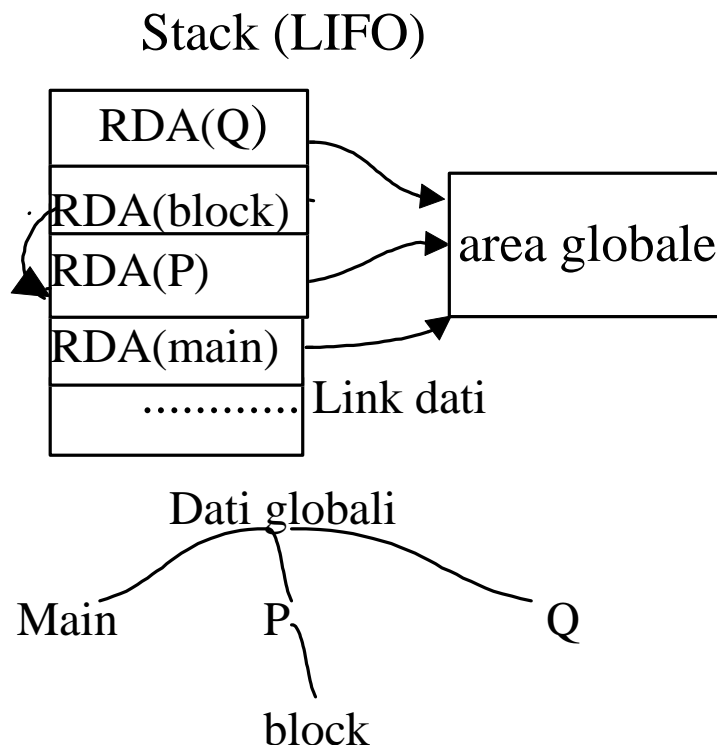 Stack (LIFO)
RDA(Q)
RDA(block)
area globale
RDA(P)
RDA(main)
............ Link dati
Dati globali
Main P Q
block